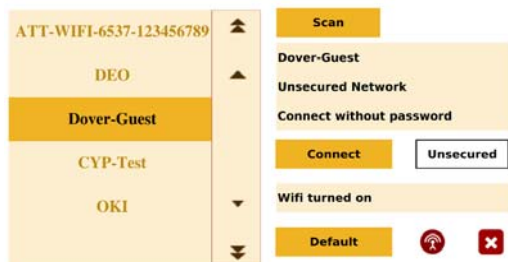 ATT-WIFI-6537-123456789
DEO
Dover-Guest
CYP-Test
OKI
Scan
Dover-Guest
Unsecured Network
Connect without password
Connect
Unsecured
Wifi turned on
Default